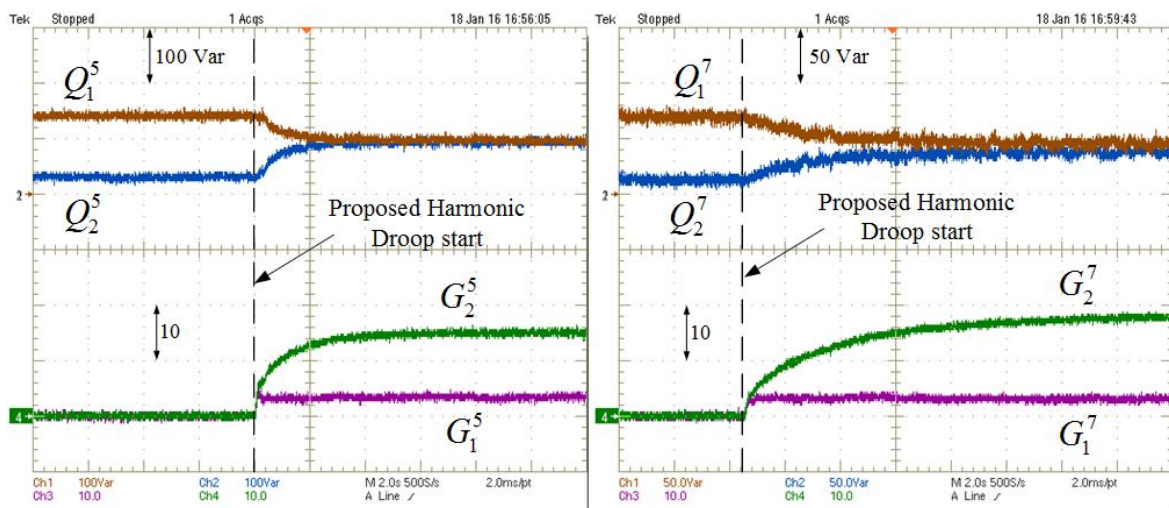 Tek Stopped 1 Acqs 18 Jan 16 16:56:05
100 Var
Q₁⁵
Q₂⁵
2
Proposed Harmonic
Droop start
G₂⁵
10
4
G₁⁵
Ch1 100Var Ch2 100Var M 2.0s 500S/s 2.0ms/pt
Ch3 10.0 Ch4 10.0 A Line
Tek Stopped 1 Acqs 18 Jan 16 16:59:43
50 Var
Q₁⁷
Q₂⁷
2
Proposed Harmonic
Droop start
G₂⁷
10
4
G₁⁷
Ch1 50.0Var Ch2 50.0Var M 2.0s 500S/s 2.0ms/pt
Ch3 10.0 Ch4 10.0 A Line